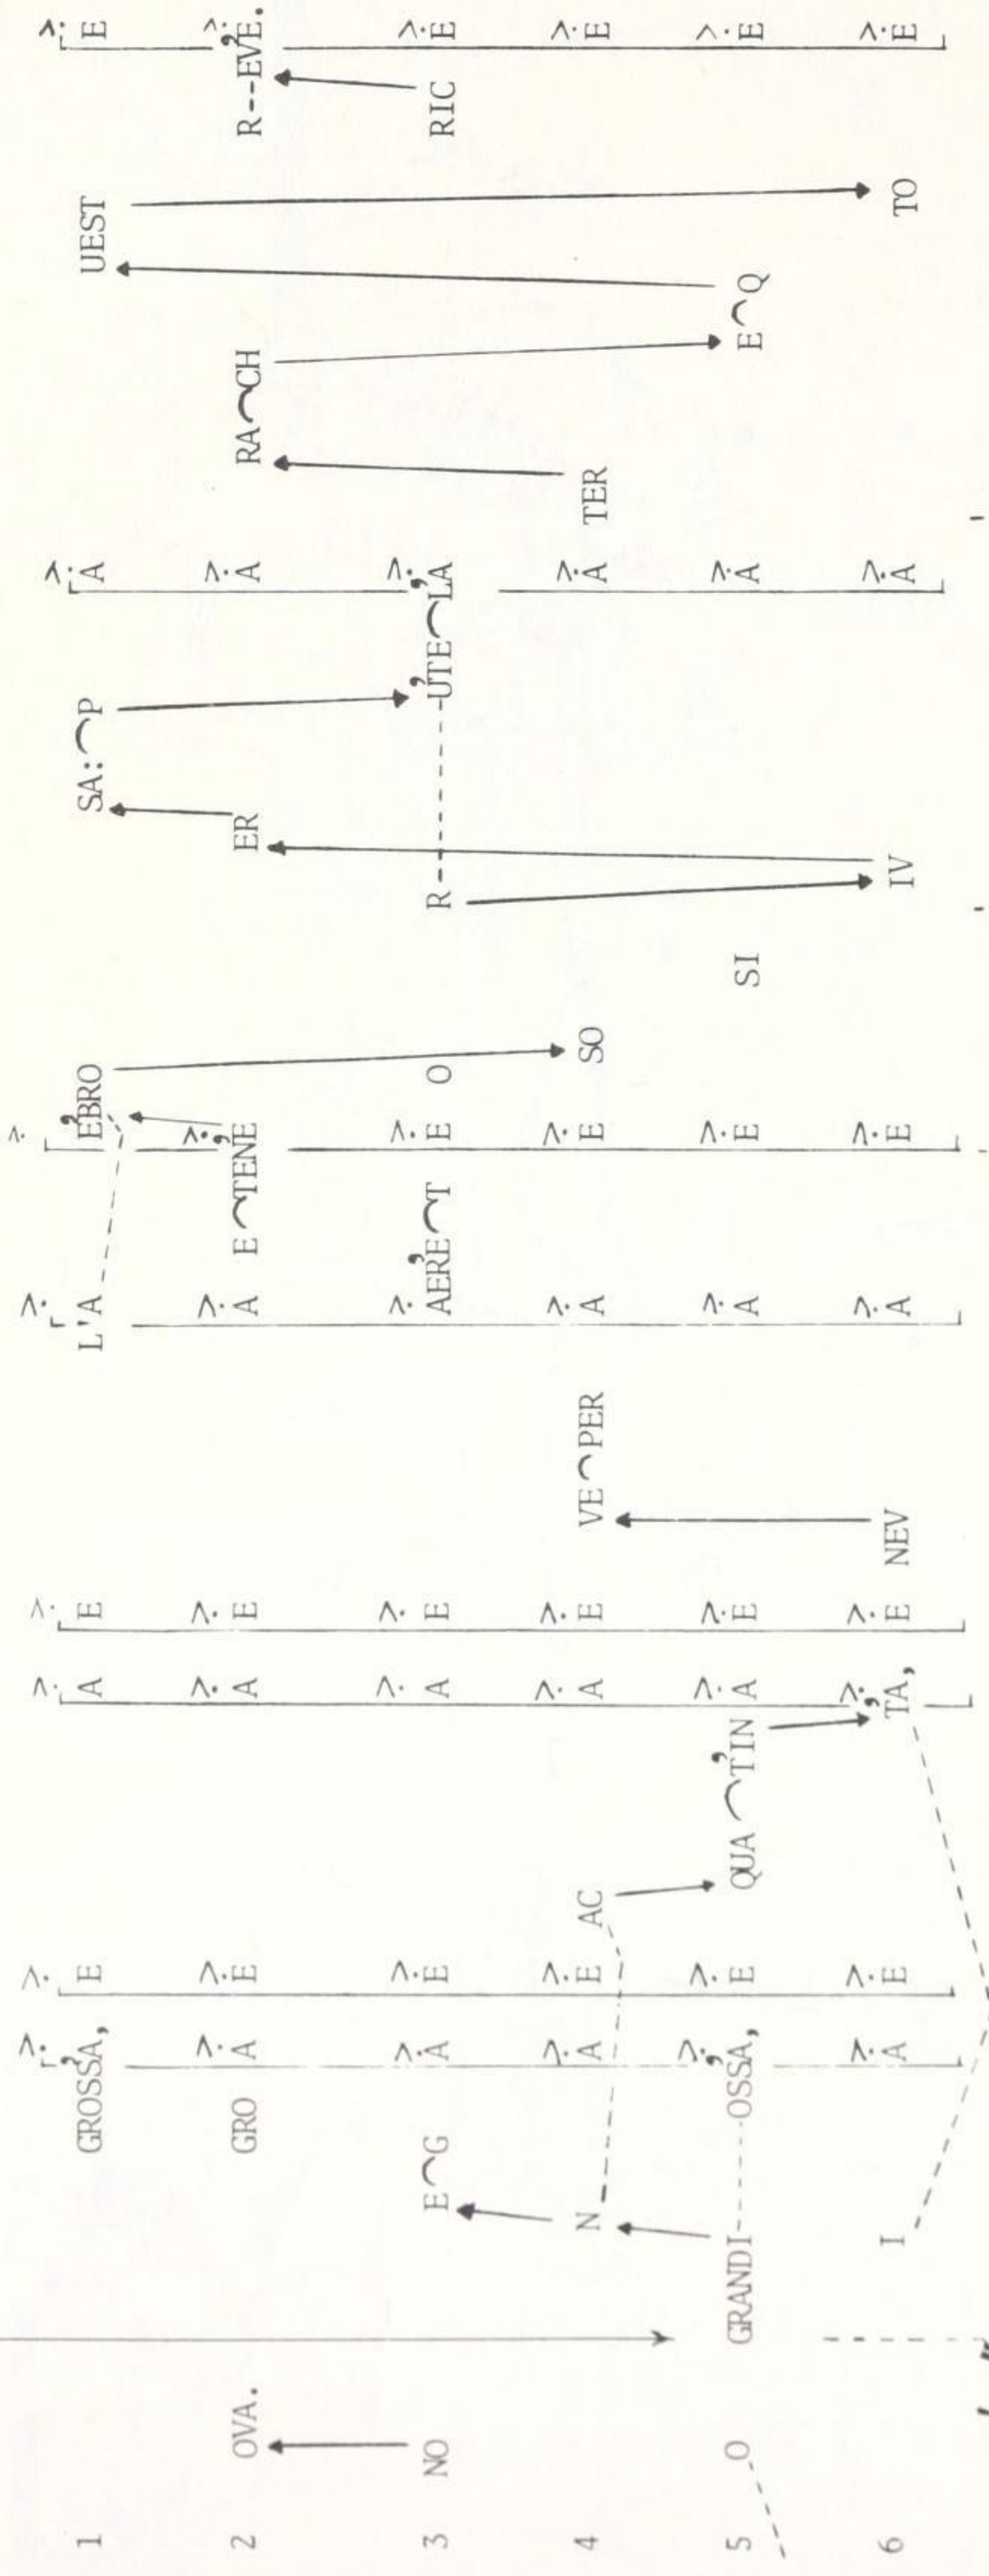 1 GROSSA, E A E L'A EBRO SA: P A UEST E
2 OVA. GRO A E A E A E TENE ER A RA CH R--EVE.
3 NO E G A E A E AERE T E O R-----UTE LA RIC E
4 N A E AC A E VE PER A E SO A TER E
5 O GRANDI-----OSSA, E QUA TIN A E A E SI A E Q E
6 I A E TA, E NEV A E IV A TO E